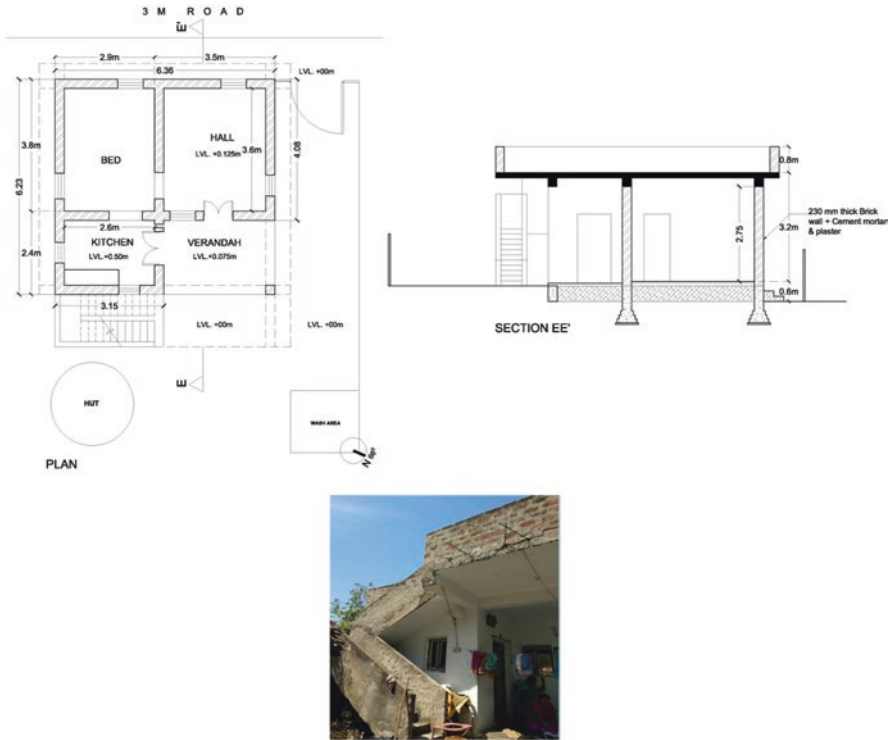 3 M ROAD
E'
2.9m
3.5m
6.36
LVL. +00m
3.8m
6.23
HALL
LVL. +0.125m
3.6m
4.08
BED
2.6m
KITCHEN
LVL.+0.50m
VERANDAH
LVL.+0.075m
2.4m
3.15
LVL. +00m
LVL. +00m
E
HUT
WASH AREA
PLAN
0.8m
2.75
3.2m
230 mm thick Brick
wall + Cement mortar
& plaster
0.6m
SECTION EE'